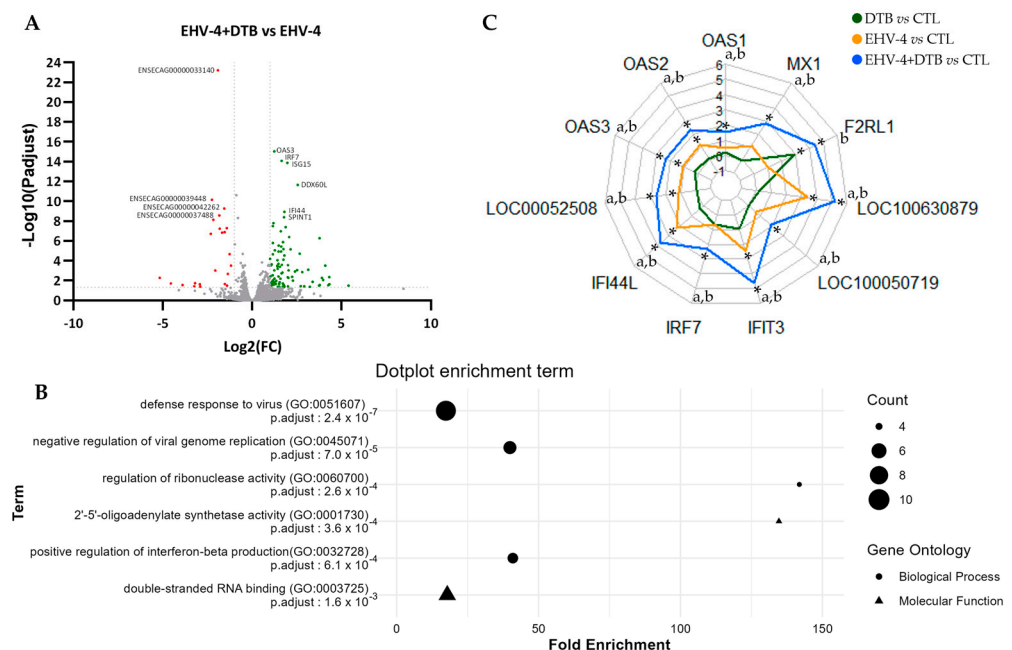 A
EHV-4+DTB vs EHV-4
-Log10(Padjust)
24
22
20
18
16
14
12
10
8
6
4
2
0
-10
-5
0
5
10
Log2(FC)
ENSECAG00000033140
OAS3
IRF7
ISG15
DDX60L
ENSECAG00000039448
ENSECAG00000042262
ENSECAG00000037488
IFI44
SPINT1
C
DTB vs CTL
EHV-4 vs CTL
EHV-4+DTB vs CTL
OAS1
a,b
MX1
a,b
F2RL1
b
LOC100630879
a,b
LOC100050719
a,b
IFIT3
a,b
IRF7
a,b
IFI44L
a,b
LOC00052508
a,b
OAS3
a,b
OAS2
a,b
6
5
4
3
2
1
0
-1
* * * * * * * * * * * * * * * * * *
B
Dotplot enrichment term
Term
defense response to virus (GO:0051607)
p.adjust : 2.4 x 10-7
negative regulation of viral genome replication (GO:0045071)
p.adjust : 7.0 x 10-5
regulation of ribonuclease activity (GO:0060700)
p.adjust : 2.6 x 10-4
2'-5'-oligoadenylate synthetase activity (GO:0001730)
p.adjust : 3.6 x 10-4
positive regulation of interferon-beta production(GO:0032728)
p.adjust : 6.1 x 10-4
double-stranded RNA binding (GO:0003725)
p.adjust : 1.6 x 10-3
0
50
100
150
Fold Enrichment
Count
4
6
8
10
Gene Ontology
Biological Process
Molecular Function